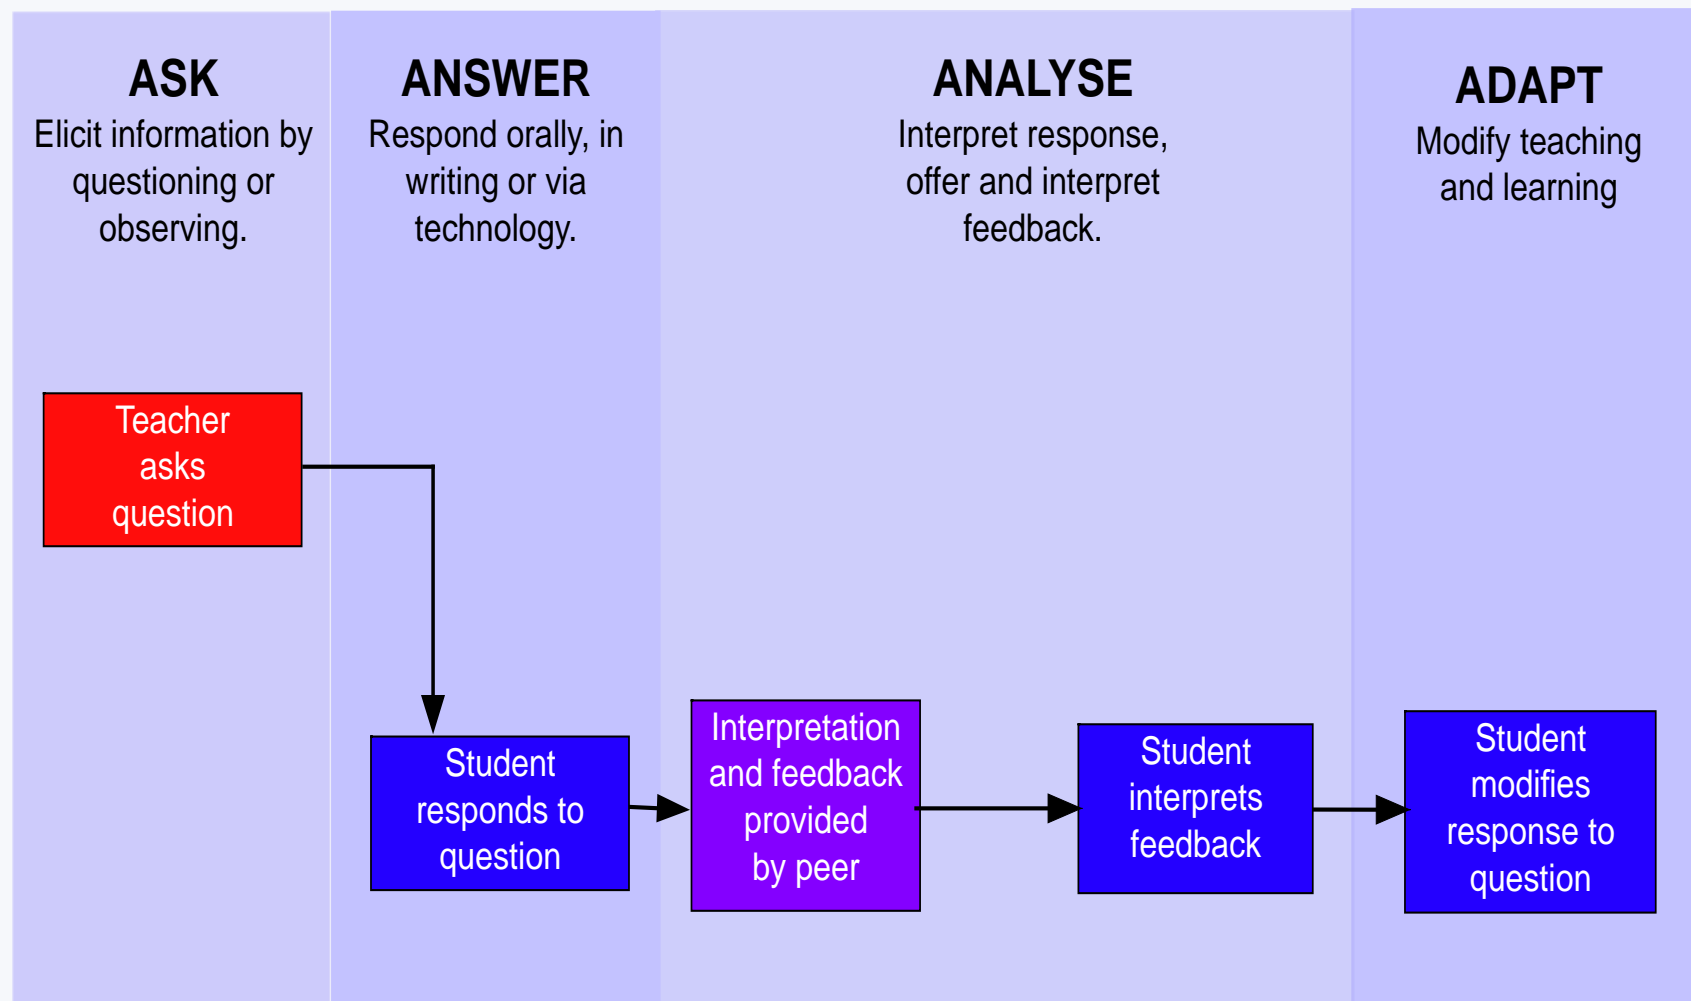 ASK
Elicit information by
questioning or
observing.
ANSWER
Respond orally, in
writing or via
technology.
ANALYSE
Interpret response,
offer and interpret
feedback.
ADAPT
Modify teaching
and learning
Teacher
asks
question
Student
responds to
question
Interpretation
and feedback
provided
by peer
Student
interprets
feedback
Student
modifies
response to
question